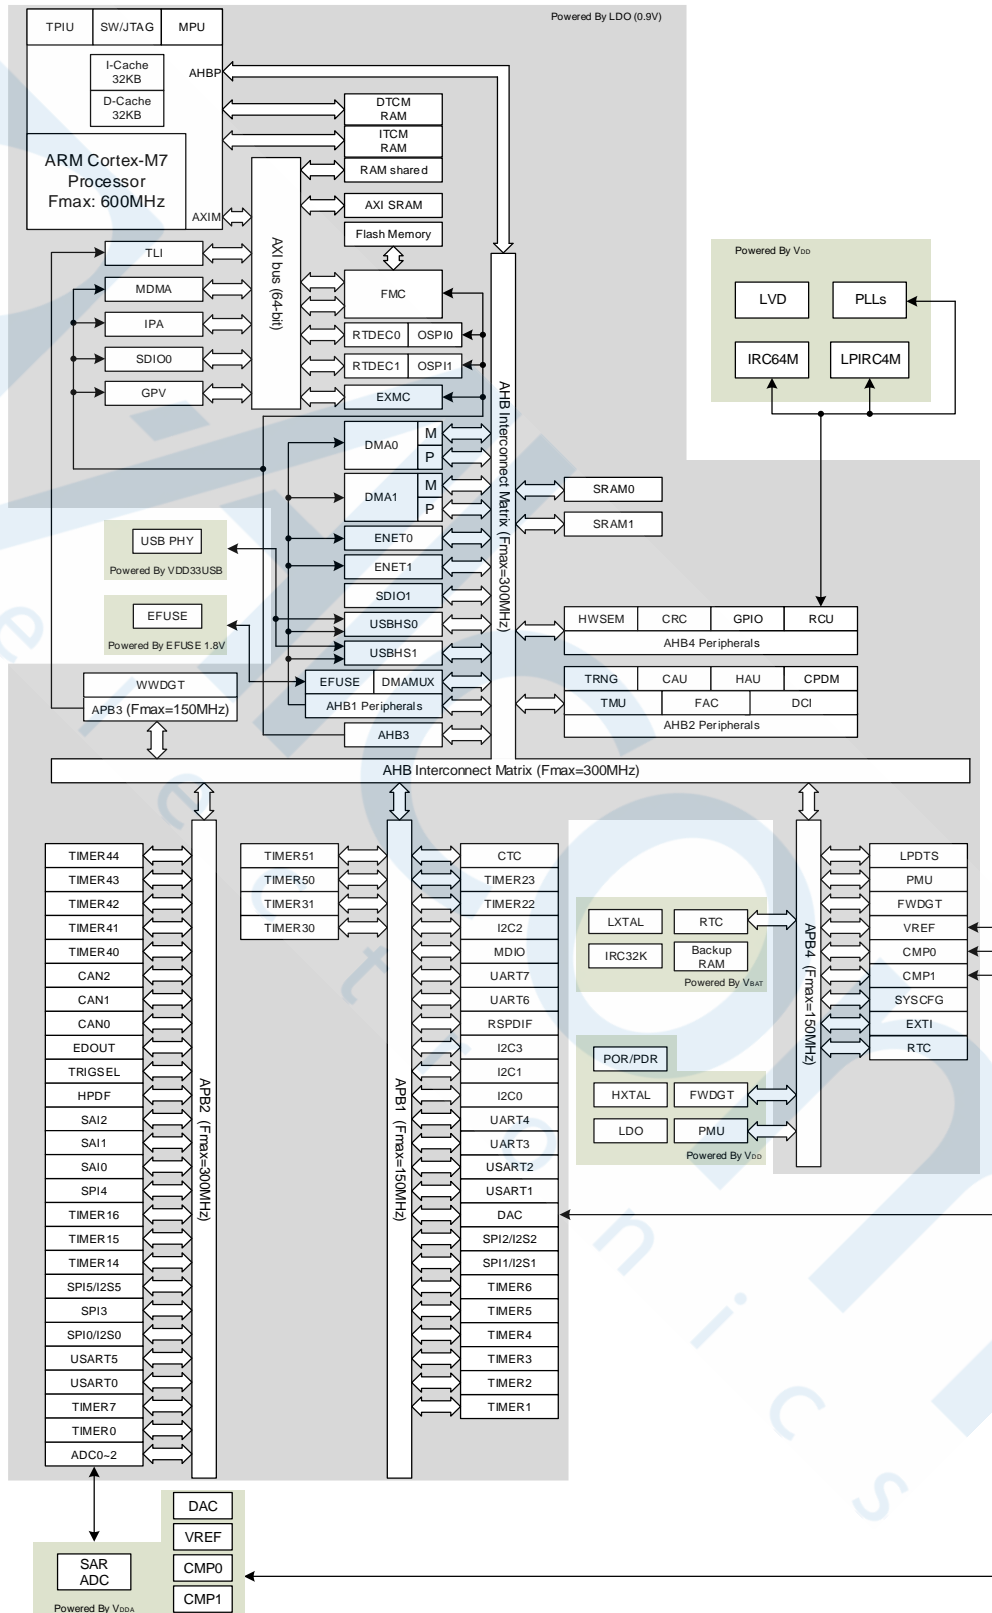 Powered By LDO (0.9V)
TPIU
SW/JTAG
MPU
I-Cache
32KB
D-Cache
32KB
AHBP
ARM Cortex-M7
Processor
Fmax: 600MHz
AXIM
DTCM
RAM
ITCM
RAM
RAM shared
AXI SRAM
Flash Memory
AXI bus (64-bit)
TLI
MDMA
IPA
SDIO0
GPV
FMC
RTDEC0
OSPI0
RTDEC1
OSPI1
EXMC
AHB Interconnect Matrix (Fmax=300MHz)
Powered By VDD
LVD
PLLs
IRC64M
LPIRC4M
DMA0
M
P
DMA1
M
P
ENET0
ENET1
SDIO1
USBHS0
USBHS1
EFUSE
DMAMUX
AHB1 Peripherals
AHB3
SRAM0
SRAM1
USB PHY
Powered By VDD33USB
EFUSE
Powered By EFUSE 1.8V
HWSEM
CRC
GPIO
RCU
AHB4 Peripherals
TRNG
CAU
HAU
CPDM
TMU
FAC
DCI
AHB2 Peripherals
WWDGT
APB3 (Fmax=150MHz)
AHB Interconnect Matrix (Fmax=300MHz)
TIMER44
TIMER43
TIMER42
TIMER41
TIMER40
CAN2
CAN1
CAN0
EDOUT
TRIGSEL
HPDF
SAI2
SAI1
SAI0
SPI4
TIMER16
TIMER15
TIMER14
SPI5/I2S5
SPI3
SPI0/I2S0
USART5
USART0
TIMER7
TIMER0
ADC0~2
APB2 (Fmax=300MHz)
TIMER51
TIMER50
TIMER31
TIMER30
APB1 (Fmax=150MHz)
CTC
TIMER23
TIMER22
I2C2
MDIO
UART7
UART6
RSPDIF
I2C3
I2C1
I2C0
UART4
UART3
USART2
USART1
DAC
SPI2/I2S2
SPI1/I2S1
TIMER6
TIMER5
TIMER4
TIMER3
TIMER2
TIMER1
LXTAL
RTC
IRC32K
Backup
RAM
Powered By VBAT
POR/PDR
HXTAL
FWDGT
LDO
PMU
Powered By VDD
APB4 (Fmax=150MHz)
LPDTS
PMU
FWDGT
VREF
CMP0
CMP1
SYSCFG
EXTI
RTC
DAC
VREF
CMP0
CMP1
SAR
ADC
Powered By VDDA